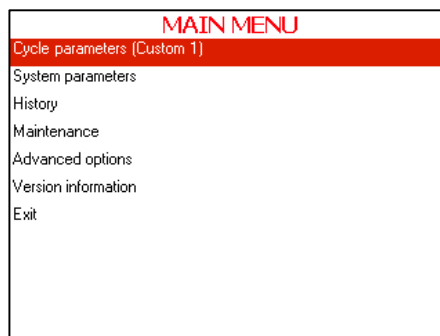 MAIN MENU
Cycle parameters (Custom 1)
System parameters
History
Maintenance
Advanced options
Version information
Exit